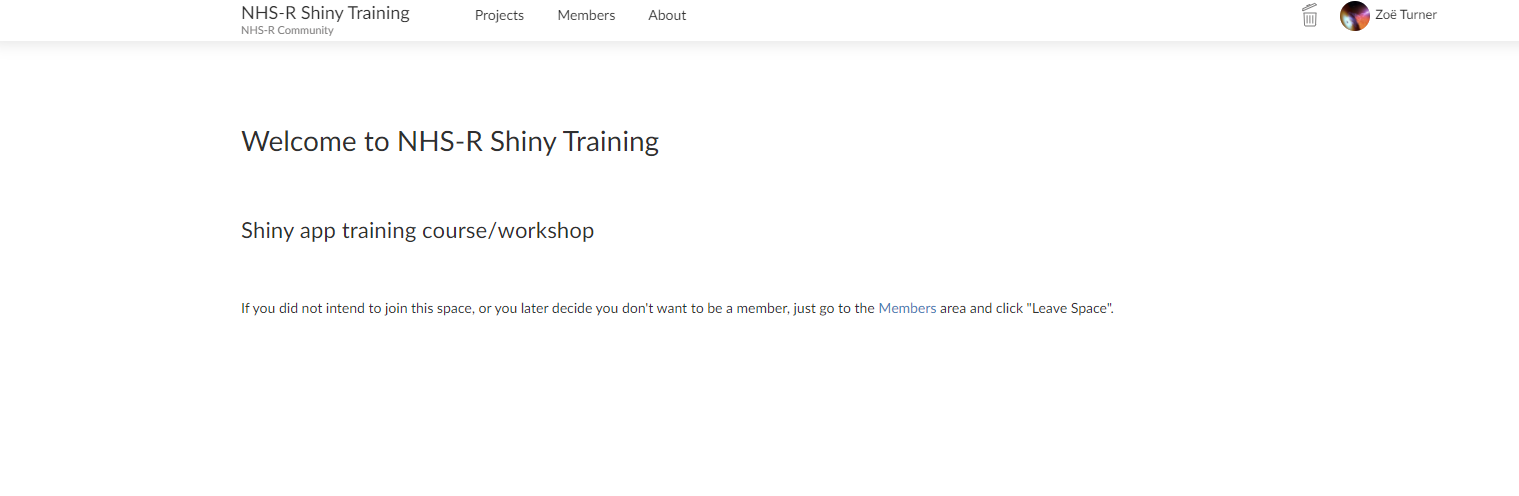 NHS-R Shiny Training
NHS-R Community
Projects
Members
About
Zoë Turner
Welcome to NHS-R Shiny Training
Shiny app training course/workshop
If you did not intend to join this space, or you later decide you don't want to be a member, just go to the Members area and click "Leave Space".